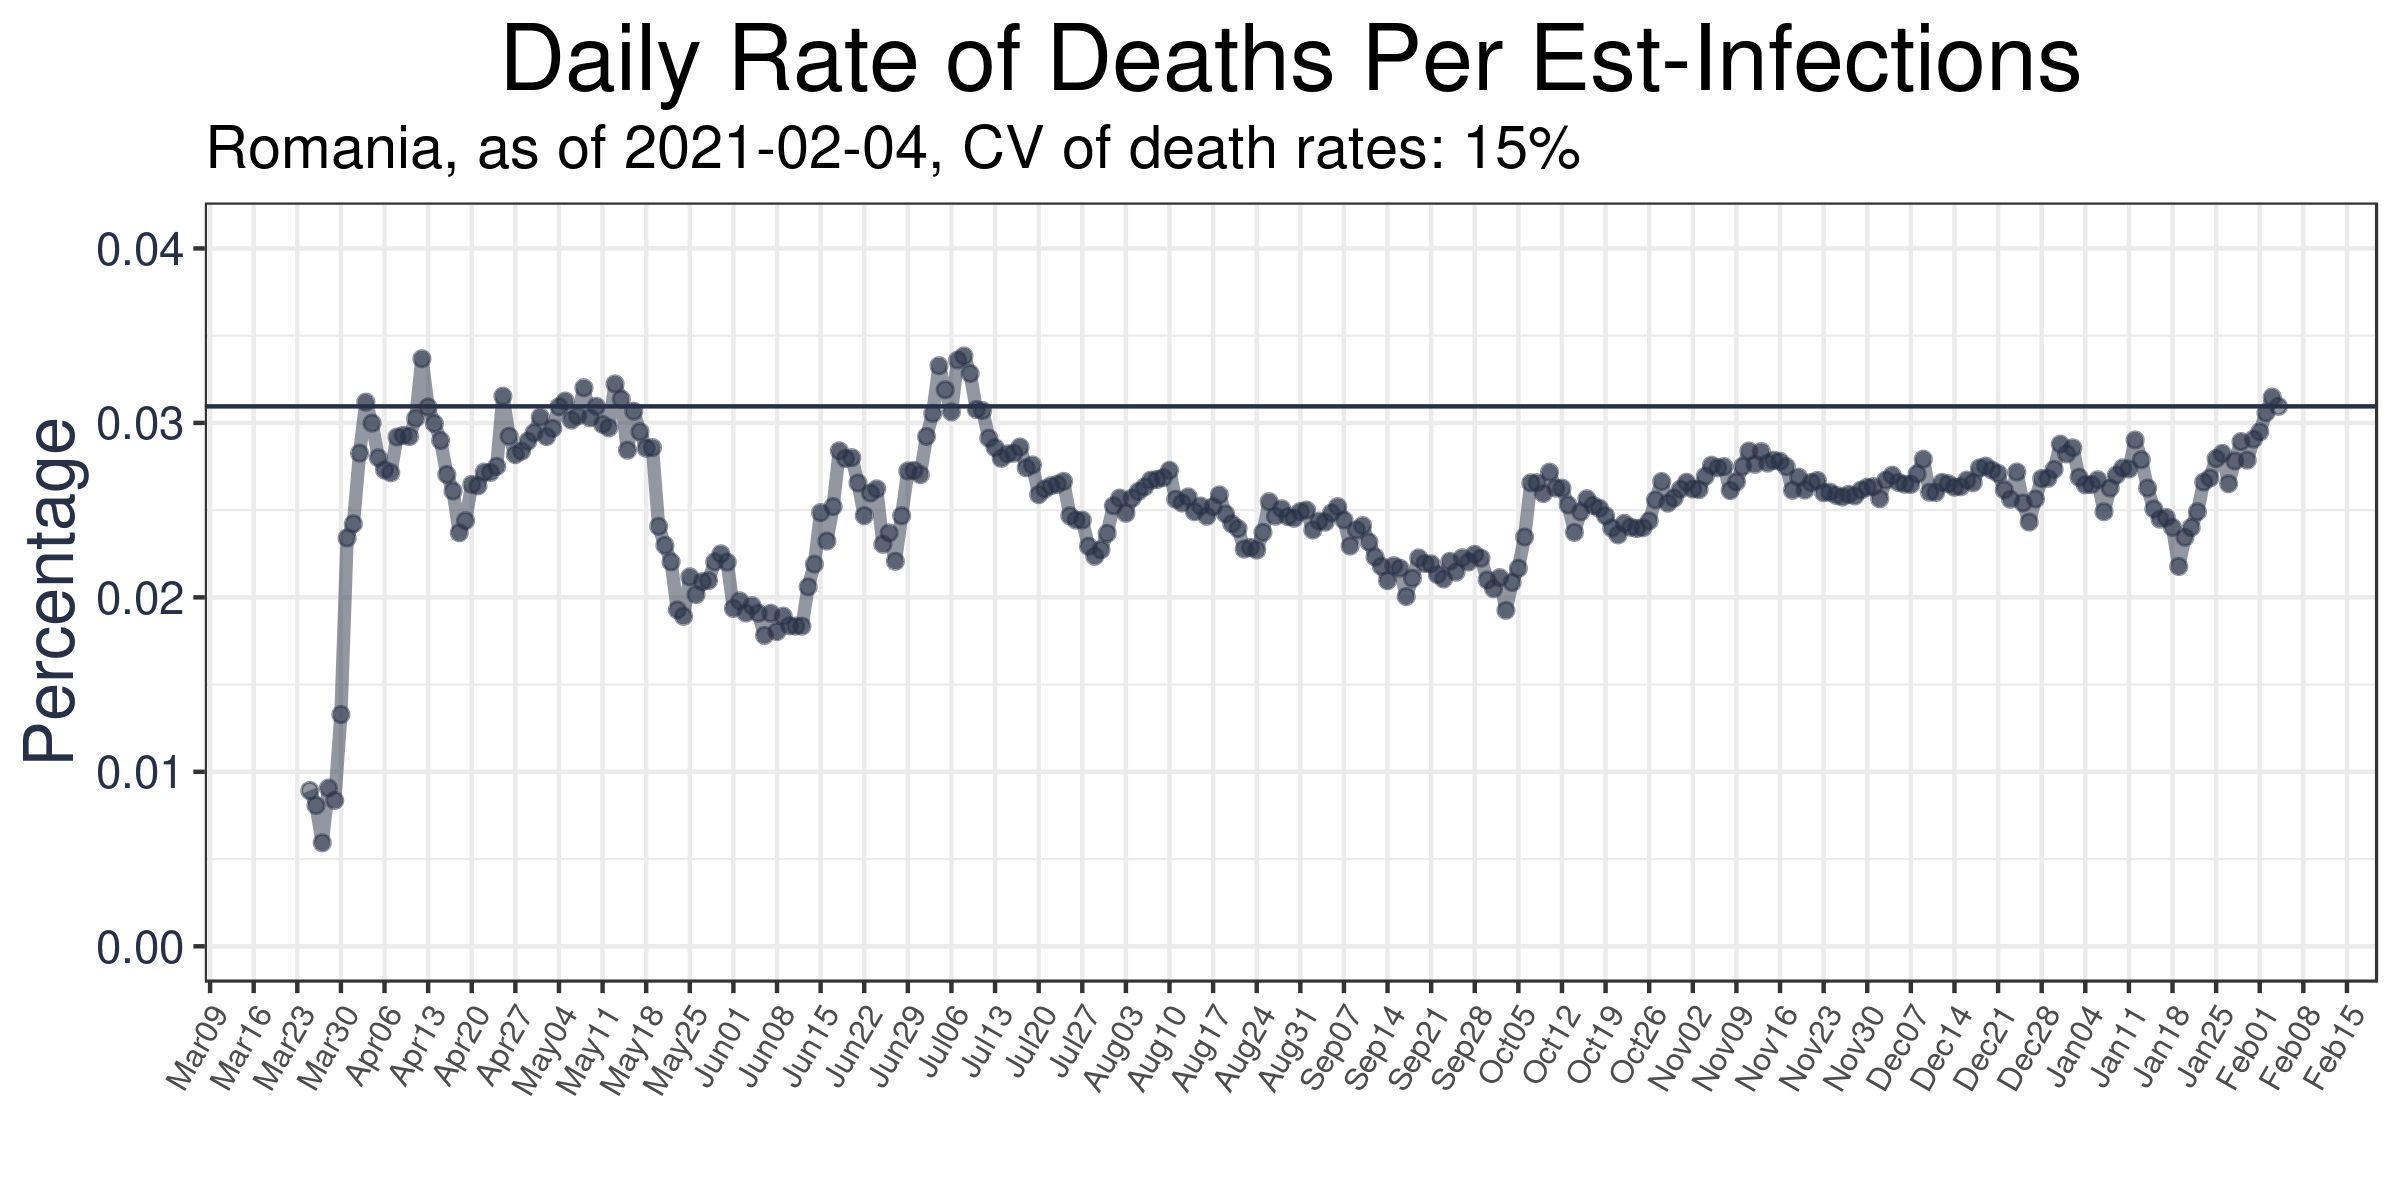 Daily Rate of Deaths Per Est-Infections
Romania, as of 2021-02-04, CV of death rates: 15%
Percentage
0.04
0.03
0.02
0.01
0.00
Mar09
Mar16
Mar23
Mar30
Apr06
Apr13
Apr20
Apr27
May04
May11
May18
May25
Jun01
Jun08
Jun15
Jun22
Jun29
Jul06
Jul13
Jul20
Jul27
Aug03
Aug10
Aug17
Aug24
Aug31
Sep07
Sep14
Sep21
Sep28
Oct05
Oct12
Oct19
Oct26
Nov02
Nov09
Nov16
Nov23
Nov30
Dec07
Dec14
Dec21
Dec28
Jan04
Jan11
Jan18
Jan25
Feb01
Feb08
Feb15